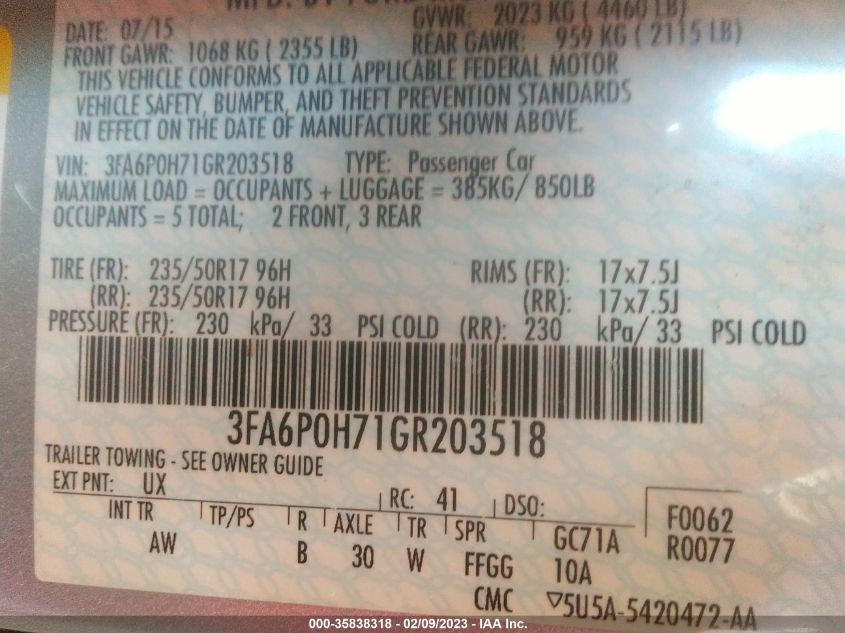 MFD. BY FORD
DATE: 07/15 GVWR: 2023 KG ( 4460 LB)
FRONT GAWR: 1068 KG ( 2355 LB) REAR GAWR: 959 KG ( 2115 LB)
THIS VEHICLE CONFORMS TO ALL APPLICABLE FEDERAL MOTOR
VEHICLE SAFETY, BUMPER, AND THEFT PREVENTION STANDARDS
IN EFFECT ON THE DATE OF MANUFACTURE SHOWN ABOVE.
VIN: 3FA6P0H71GR203518 TYPE: Passenger Car
MAXIMUM LOAD = OCCUPANTS + LUGGAGE = 385KG/ 850LB
OCCUPANTS = 5 TOTAL; 2 FRONT, 3 REAR
TIRE (FR): 235/50R17 96H RIMS (FR): 17x7.5J
(RR): 235/50R17 96H (RR): 17x7.5J
PRESSURE (FR): 230 kPa/ 33 PSI COLD (RR): 230 kPa/ 33 PSI COLD
3FA6P0H71GR203518
TRAILER TOWING - SEE OWNER GUIDE
EXT PNT: UX RC: 41 DSO: F0062
INT TR TP/PS R AXLE TR SPR GC71A R0077
AW B 30 W FFGG 10A
CMC ▽5U5A-5420472-AA
000-35838318 - 02/09/2023 - IAA Inc.